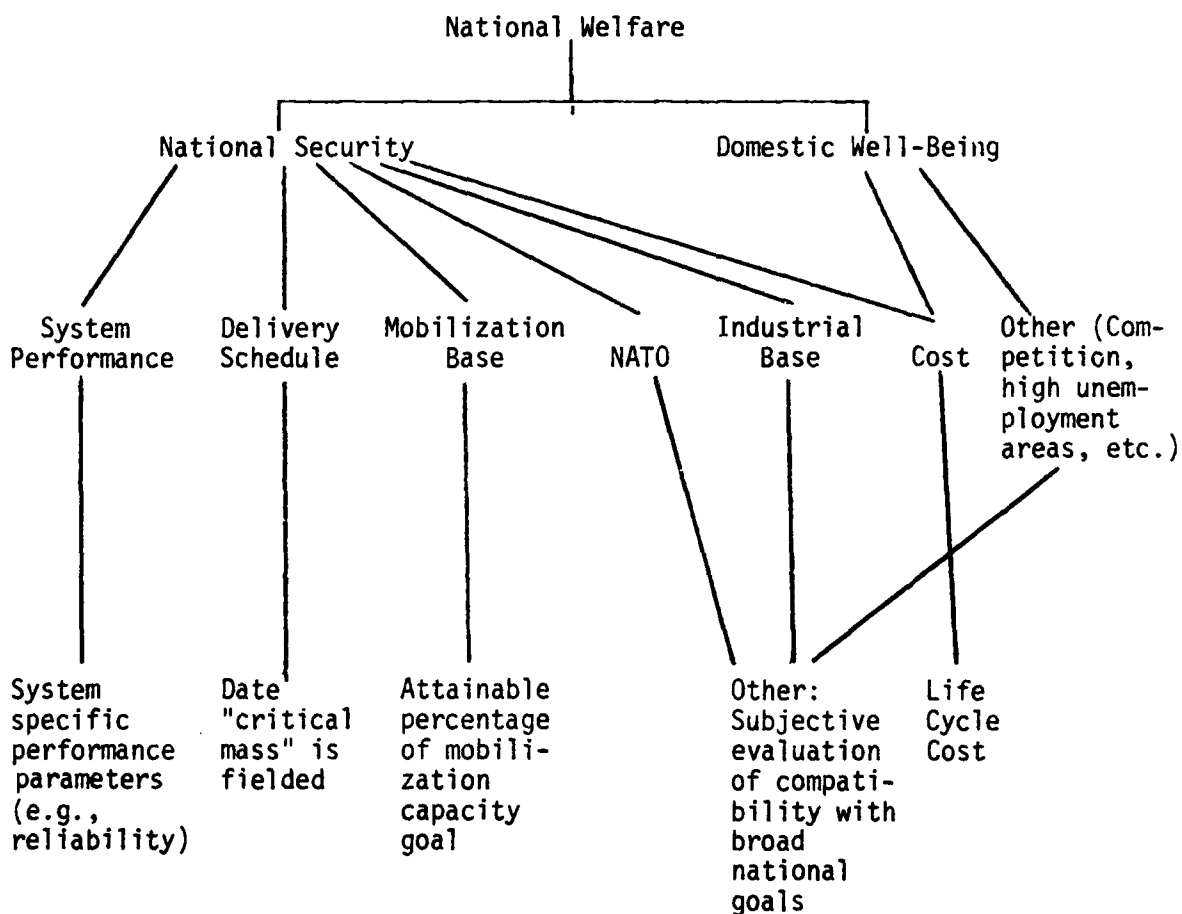 National Welfare
National Security
Domestic Well-Being
System
Performance
Delivery
Schedule
Mobilization
Base
NATO
Industrial
Base
Cost
Other (Com-
petition,
high unem-
ployment
areas, etc.)
System
specific
performance
parameters
(e.g.,
reliability)
Date
"critical
mass" is
fielded
Attainable
percentage
of mobili-
zation
capacity
goal
Other:
Subjective
evaluation
of compati-
bility with
broad
national
goals
Life
Cycle
Cost